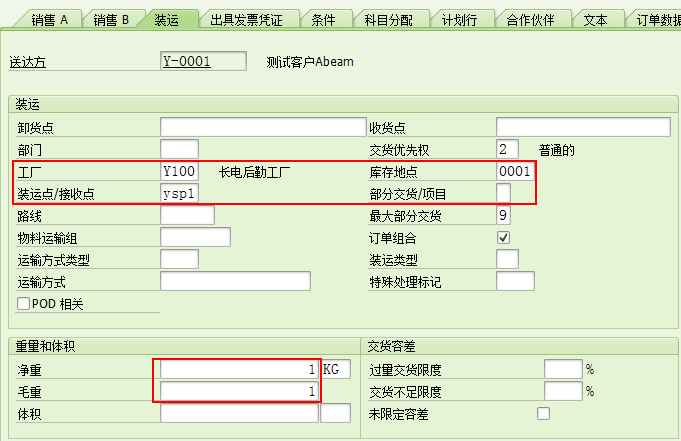 销售 A 销售 B 装运 出具发票凭证 条件 科目分配 计划行 合作伙伴 文本 订单数据
送达方 Y-0001 测试客户Abeam
装运
卸货点 收货点
部门 交货优先权 2 普通的
工厂 Y100 长电后勤工厂 库存地点 0001
装运点/接收点 ysp1 部分交货/项目
路线 最大部分交货 9
物料运输组 订单组合
运输方式类型 装运类型
运输方式 特殊处理标记
POD 相关
重量和体积 交货容差
净重 1 KG 过量交货限度 %
毛重 1 交货不足限度 %
体积 未限定容差